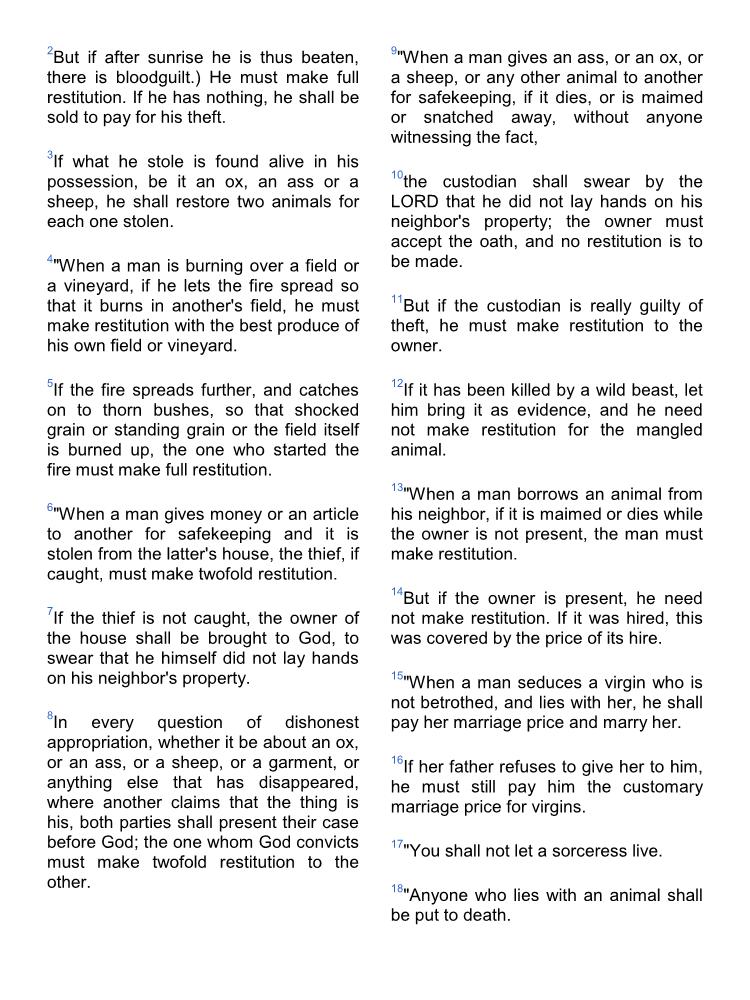 2But if after sunrise he is thus beaten,
there is bloodguilt.) He must make full
restitution. If he has nothing, he shall be
sold to pay for his theft.
3If what he stole is found alive in his
possession, be it an ox, an ass or a
sheep, he shall restore two animals for
each one stolen.
4"When a man is burning over a field or
a vineyard, if he lets the fire spread so
that it burns in another's field, he must
make restitution with the best produce of
his own field or vineyard.
5If the fire spreads further, and catches
on to thorn bushes, so that shocked
grain or standing grain or the field itself
is burned up, the one who started the
fire must make full restitution.
6"When a man gives money or an article
to another for safekeeping and it is
stolen from the latter's house, the thief, if
caught, must make twofold restitution.
7If the thief is not caught, the owner of
the house shall be brought to God, to
swear that he himself did not lay hands
on his neighbor's property.
8In every question of dishonest
appropriation, whether it be about an ox,
or an ass, or a sheep, or a garment, or
anything else that has disappeared,
where another claims that the thing is
his, both parties shall present their case
before God; the one whom God convicts
must make twofold restitution to the
other.
9"When a man gives an ass, or an ox, or
a sheep, or any other animal to another
for safekeeping, if it dies, or is maimed
or snatched away, without anyone
witnessing the fact,
10the custodian shall swear by the
LORD that he did not lay hands on his
neighbor's property; the owner must
accept the oath, and no restitution is to
be made.
11But if the custodian is really guilty of
theft, he must make restitution to the
owner.
12If it has been killed by a wild beast, let
him bring it as evidence, and he need
not make restitution for the mangled
animal.
13"When a man borrows an animal from
his neighbor, if it is maimed or dies while
the owner is not present, the man must
make restitution.
14But if the owner is present, he need
not make restitution. If it was hired, this
was covered by the price of its hire.
15"When a man seduces a virgin who is
not betrothed, and lies with her, he shall
pay her marriage price and marry her.
16If her father refuses to give her to him,
he must still pay him the customary
marriage price for virgins.
17"You shall not let a sorceress live.
18"Anyone who lies with an animal shall
be put to death.